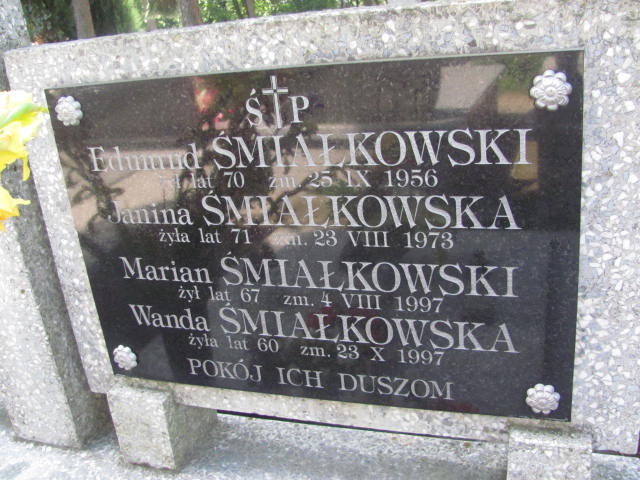 Ś P
Edmund ŚMIAŁKOWSKI
żył lat 70 zm. 25 IX 1956
Janina ŚMIAŁKOWSKA
żyła lat 71 zm. 23 VIII 1973
Marian ŚMIAŁKOWSKI
żył lat 67 zm. 4 VIII 1997
Wanda ŚMIAŁKOWSKA
żyła lat 60 zm. 23 X 1997
POKÓJ ICH DUSZOM